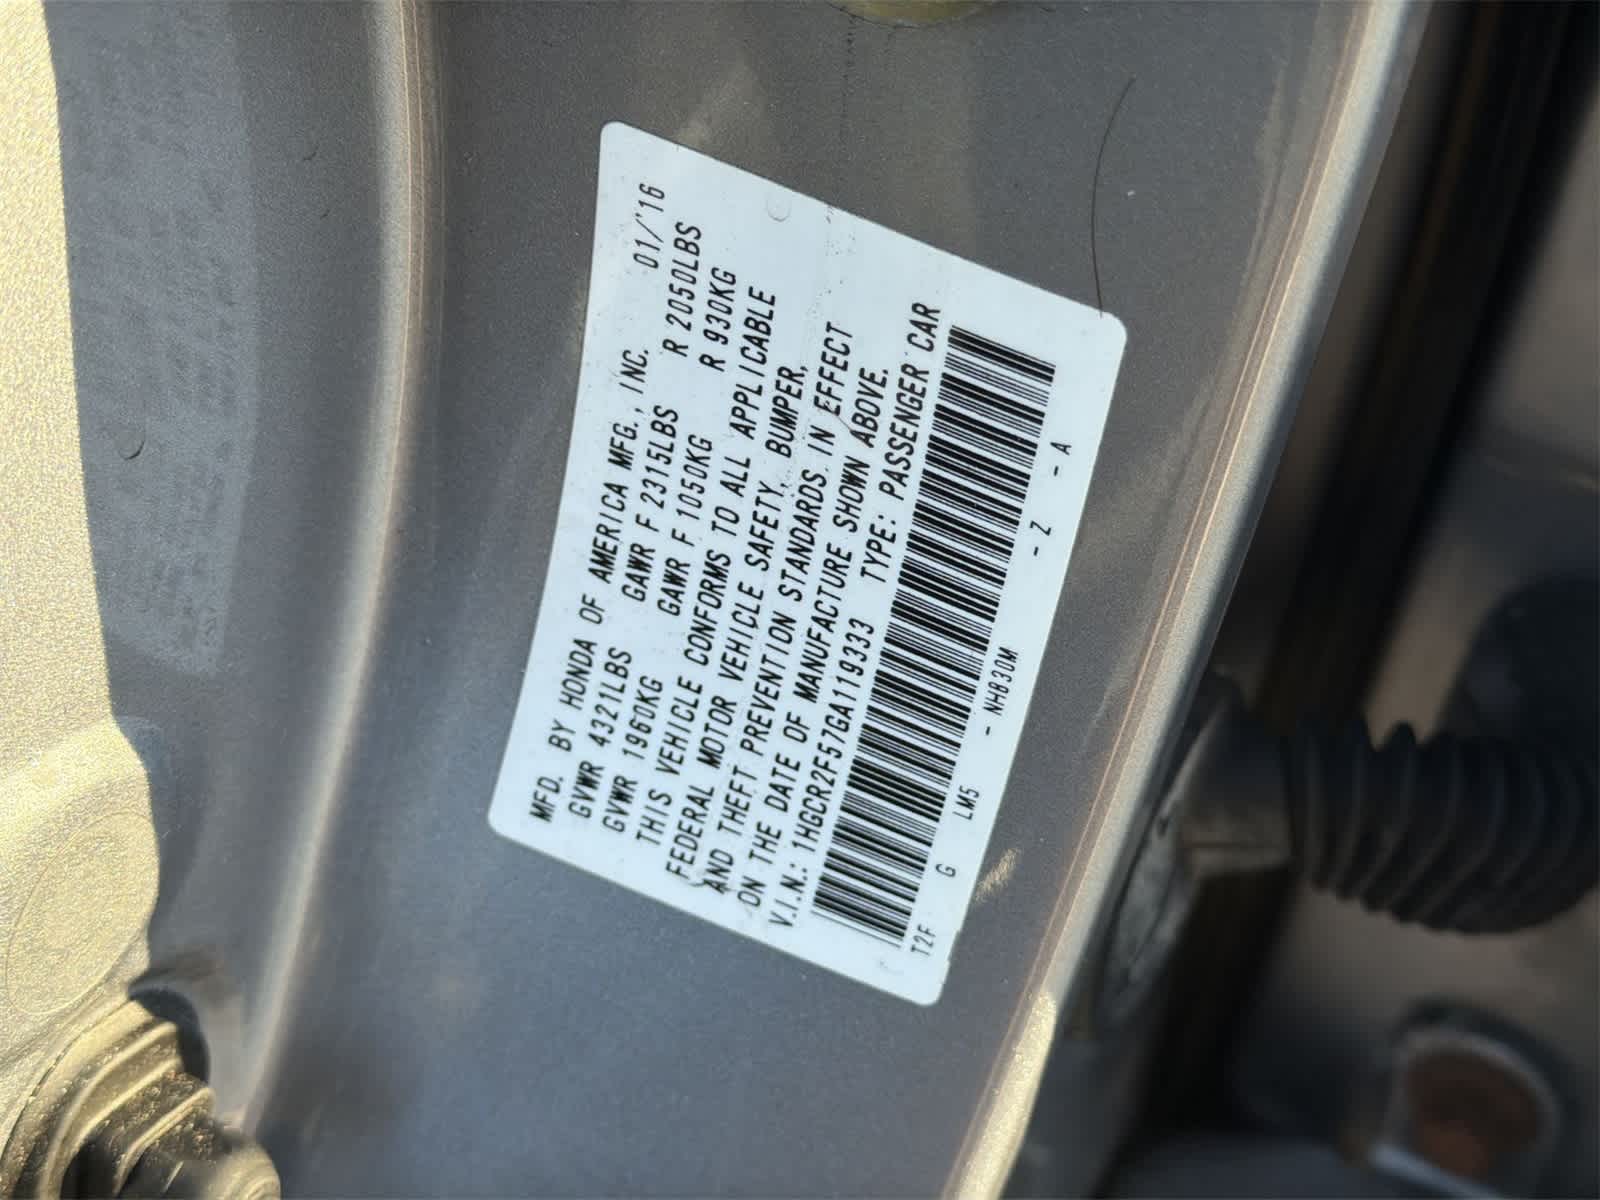 MFD. BY HONDA OF AMERICA MFG., INC. 01/'16
GVWR 4321LBS GAWR F 2315LBS R 2050LBS
GVWR 1960KG GAWR F 1050KG R 930KG
THIS VEHICLE CONFORMS TO ALL APPLICABLE
FEDERAL MOTOR VEHICLE SAFETY, BUMPER,
AND THEFT PREVENTION STANDARDS IN EFFECT
ON THE DATE OF MANUFACTURE SHOWN ABOVE.
V.I.N.: 1HGCR2F57GA119333 TYPE: PASSENGER CAR
T2F G LM5 - NH830M - Z - A